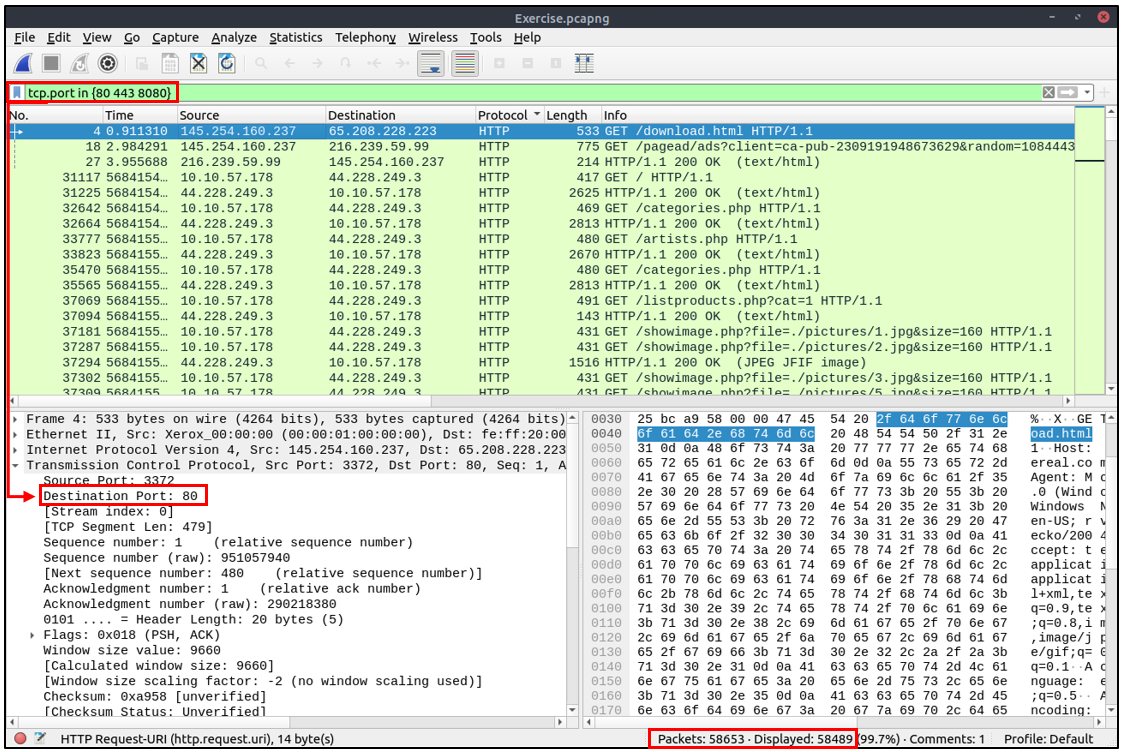 Exercise.pcapng
File Edit View Go Capture Analyze Statistics Telephony Wireless Tools Help
tcp.port in {80 443 8080}
No. Time Source Destination Protocol Length Info
4 0.911310 145.254.160.237 65.208.228.223 HTTP 533 GET /download.html HTTP/1.1
18 2.984291 145.254.160.237 216.239.59.99 HTTP 775 GET /pagead/ads?client=ca-pub-2309191948673629&random=1084443
27 3.955688 216.239.59.99 145.254.160.237 HTTP 214 HTTP/1.1 200 OK (text/html)
31117 5684154… 10.10.57.178 44.228.249.3 HTTP 417 GET / HTTP/1.1
31225 5684154… 44.228.249.3 10.10.57.178 HTTP 2625 HTTP/1.1 200 OK (text/html)
32642 5684154… 10.10.57.178 44.228.249.3 HTTP 469 GET /categories.php HTTP/1.1
32664 5684154… 44.228.249.3 10.10.57.178 HTTP 2813 HTTP/1.1 200 OK (text/html)
33777 5684155… 10.10.57.178 44.228.249.3 HTTP 480 GET /artists.php HTTP/1.1
33823 5684155… 44.228.249.3 10.10.57.178 HTTP 2670 HTTP/1.1 200 OK (text/html)
35470 5684155… 10.10.57.178 44.228.249.3 HTTP 480 GET /categories.php HTTP/1.1
35565 5684155… 44.228.249.3 10.10.57.178 HTTP 2813 HTTP/1.1 200 OK (text/html)
37069 5684155… 10.10.57.178 44.228.249.3 HTTP 491 GET /listproducts.php?cat=1 HTTP/1.1
37094 5684155… 44.228.249.3 10.10.57.178 HTTP 143 HTTP/1.1 200 OK (text/html)
37181 5684155… 10.10.57.178 44.228.249.3 HTTP 431 GET /showimage.php?file=./pictures/1.jpg&size=160 HTTP/1.1
37287 5684155… 10.10.57.178 44.228.249.3 HTTP 431 GET /showimage.php?file=./pictures/2.jpg&size=160 HTTP/1.1
37294 5684155… 44.228.249.3 10.10.57.178 HTTP 1516 HTTP/1.1 200 OK (JPEG JFIF image)
37302 5684155… 10.10.57.178 44.228.249.3 HTTP 431 GET /showimage.php?file=./pictures/3.jpg&size=160 HTTP/1.1
37309 5684155… 10.10.57.178 44.228.249.3 HTTP 431 GET /showimage.php?file=./pictures/5.jpg&size=160 HTTP/1.1
Frame 4: 533 bytes on wire (4264 bits), 533 bytes captured (4264 bits)
Ethernet II, Src: Xerox_00:00:00 (00:00:01:00:00:00), Dst: fe:ff:20:00
Internet Protocol Version 4, Src: 145.254.160.237, Dst: 65.208.228.223
Transmission Control Protocol, Src Port: 3372, Dst Port: 80, Seq: 1, A
Source Port: 3372
Destination Port: 80
[Stream index: 0]
[TCP Segment Len: 479]
Sequence number: 1 (relative sequence number)
Sequence number (raw): 951057940
[Next sequence number: 480 (relative sequence number)]
Acknowledgment number: 1 (relative ack number)
Acknowledgment number (raw): 290218380
0101 .... = Header Length: 20 bytes (5)
Flags: 0x018 (PSH, ACK)
Window size value: 9660
[Calculated window size: 9660]
[Window size scaling factor: -2 (no window scaling used)]
Checksum: 0xa958 [unverified]
[Checksum Status: Unverified]
0030 25 bc a9 58 00 00 47 45 54 20 2f 64 6f 77 6e 6c %··X··GE T
0040 6f 61 64 2e 68 74 6d 6c 20 48 54 54 50 2f 31 2e oad.html
0050 31 0d 0a 48 6f 73 74 3a 20 77 77 77 2e 65 74 68 1··Host:
0060 65 72 65 61 6c 2e 63 6f 6d 0d 0a 55 73 65 72 2d ereal.co m
0070 41 67 65 6e 74 3a 20 4d 6f 7a 69 6c 6c 61 2f 35 Agent: M o
0080 2e 30 20 28 57 69 6e 64 6f 77 73 3b 20 55 3b 20 .0 (Wind o
0090 57 69 6e 64 6f 77 73 20 4e 54 20 35 2e 31 3b 20 Windows N
00a0 65 6e 2d 55 53 3b 20 72 76 3a 31 2e 36 29 20 47 en-US; r v
00b0 65 63 6b 6f 2f 32 30 30 34 30 31 31 33 0d 0a 41 ecko/200 4
00c0 63 63 65 70 74 3a 20 74 65 78 74 2f 78 6d 6c 2c ccept: t e
00d0 61 70 70 6c 69 63 61 74 69 6f 6e 2f 78 6d 6c 2c applicat i
00e0 61 70 70 6c 69 63 61 74 69 6f 6e 2f 78 68 74 6d applicat i
00f0 6c 2b 78 6d 6c 2c 74 65 78 74 2f 68 74 6d 6c 3b l+xml,te x
0100 71 3d 30 2e 39 2c 74 65 78 74 2f 70 6c 61 69 6e q=0.9,te x
0110 3b 71 3d 30 2e 38 2c 69 6d 61 67 65 2f 70 6e 67 ;q=0.8,i m
0120 2c 69 6d 61 67 65 2f 6a 70 65 67 2c 69 6d 61 67 ,image/j p
0130 65 2f 67 69 66 3b 71 3d 30 2e 32 2c 2a 2f 2a 3b e/gif;q= 0
0140 71 3d 30 2e 31 0d 0a 41 63 63 65 70 74 2d 4c 61 q=0.1··A c
0150 6e 67 75 61 67 65 3a 20 65 6e 2d 75 73 2c 65 6e nguage: e
0160 3b 71 3d 30 2e 35 0d 0a 41 63 63 65 70 74 2d 45 ;q=0.5·· A
0170 6e 63 6f 64 69 6e 67 3a 20 67 7a 69 70 2c 64 65 ncoding:
HTTP Request-URI (http.request.uri), 14 byte(s)
Packets: 58653 · Displayed: 58489 (99.7%) · Comments: 1
Profile: Default